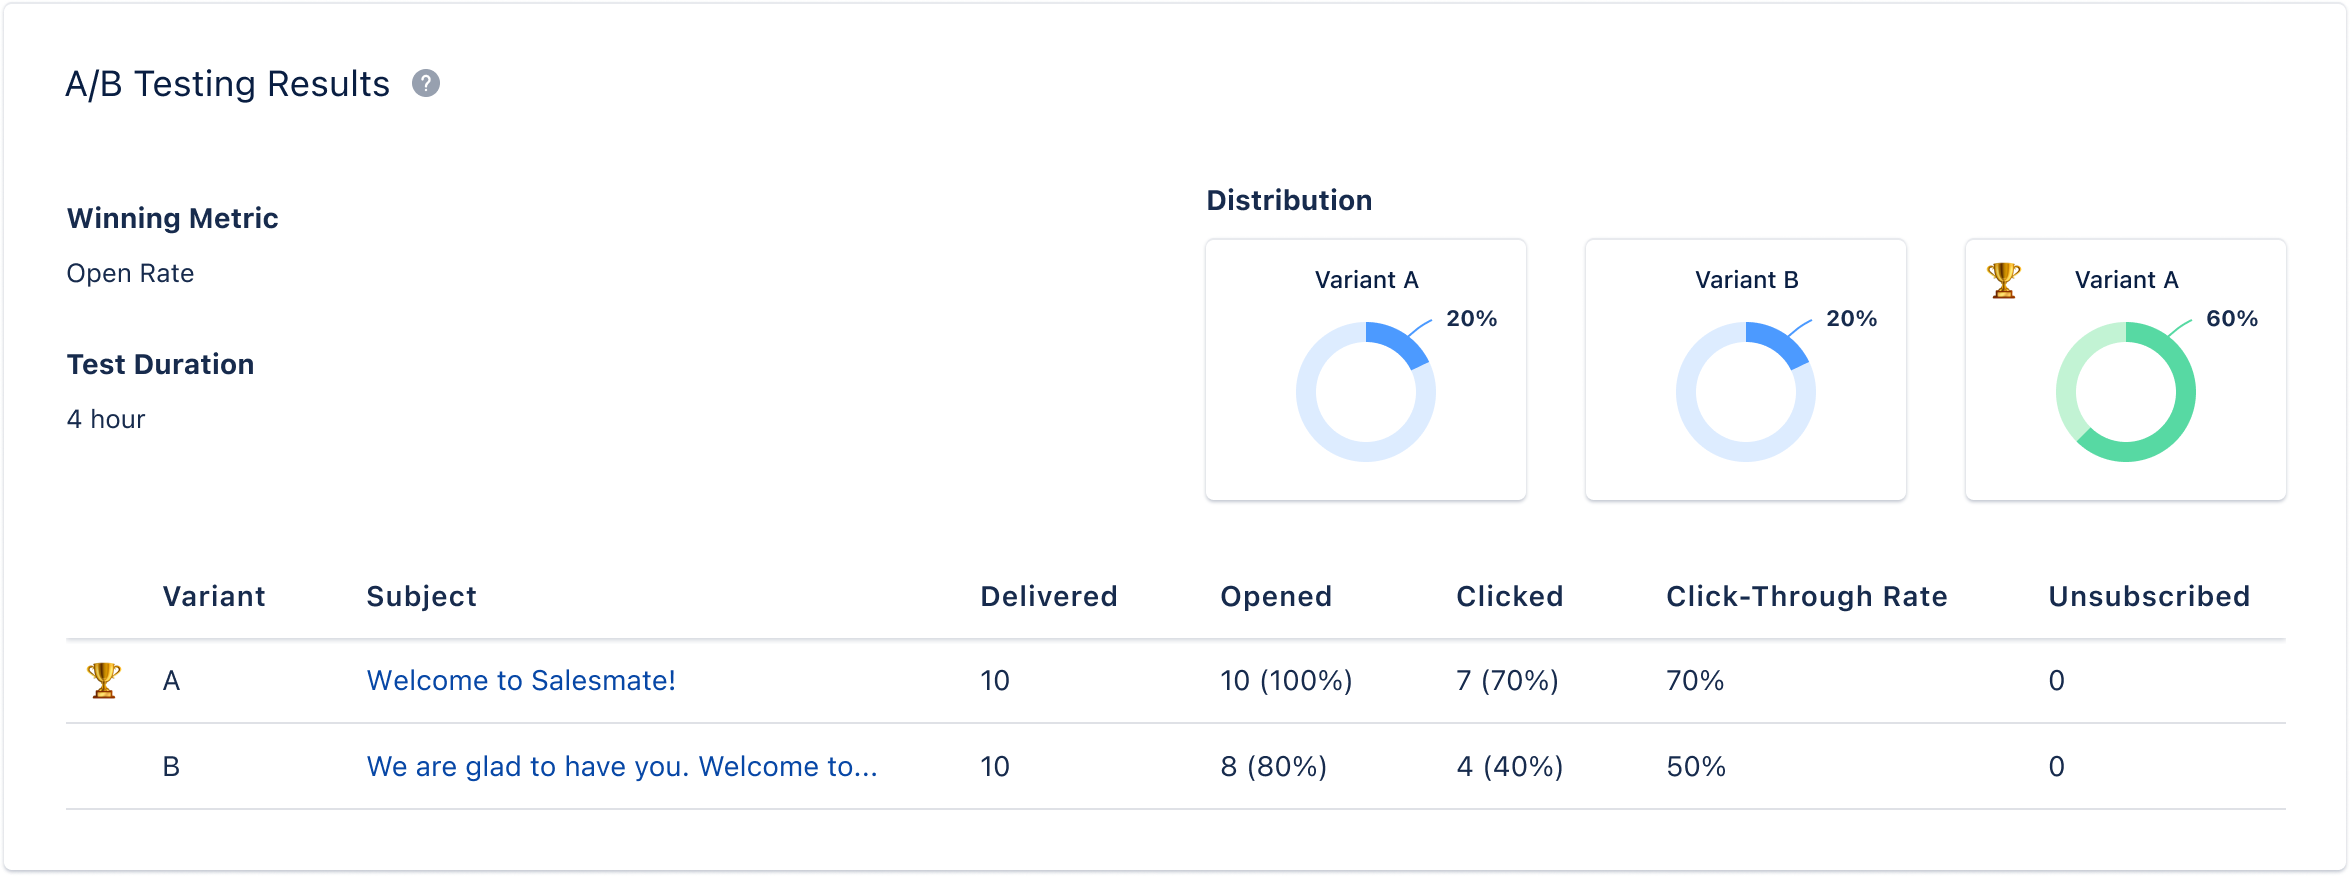 A/B Testing Results ?
Winning Metric
Open Rate
Test Duration
4 hour
Distribution
Variant A
20%
Variant B
20%
Variant A
60%
Variant Subject Delivered Opened Clicked Click-Through Rate Unsubscribed
A Welcome to Salesmate! 10 10 (100%) 7 (70%) 70% 0
B We are glad to have you. Welcome to... 10 8 (80%) 4 (40%) 50% 0